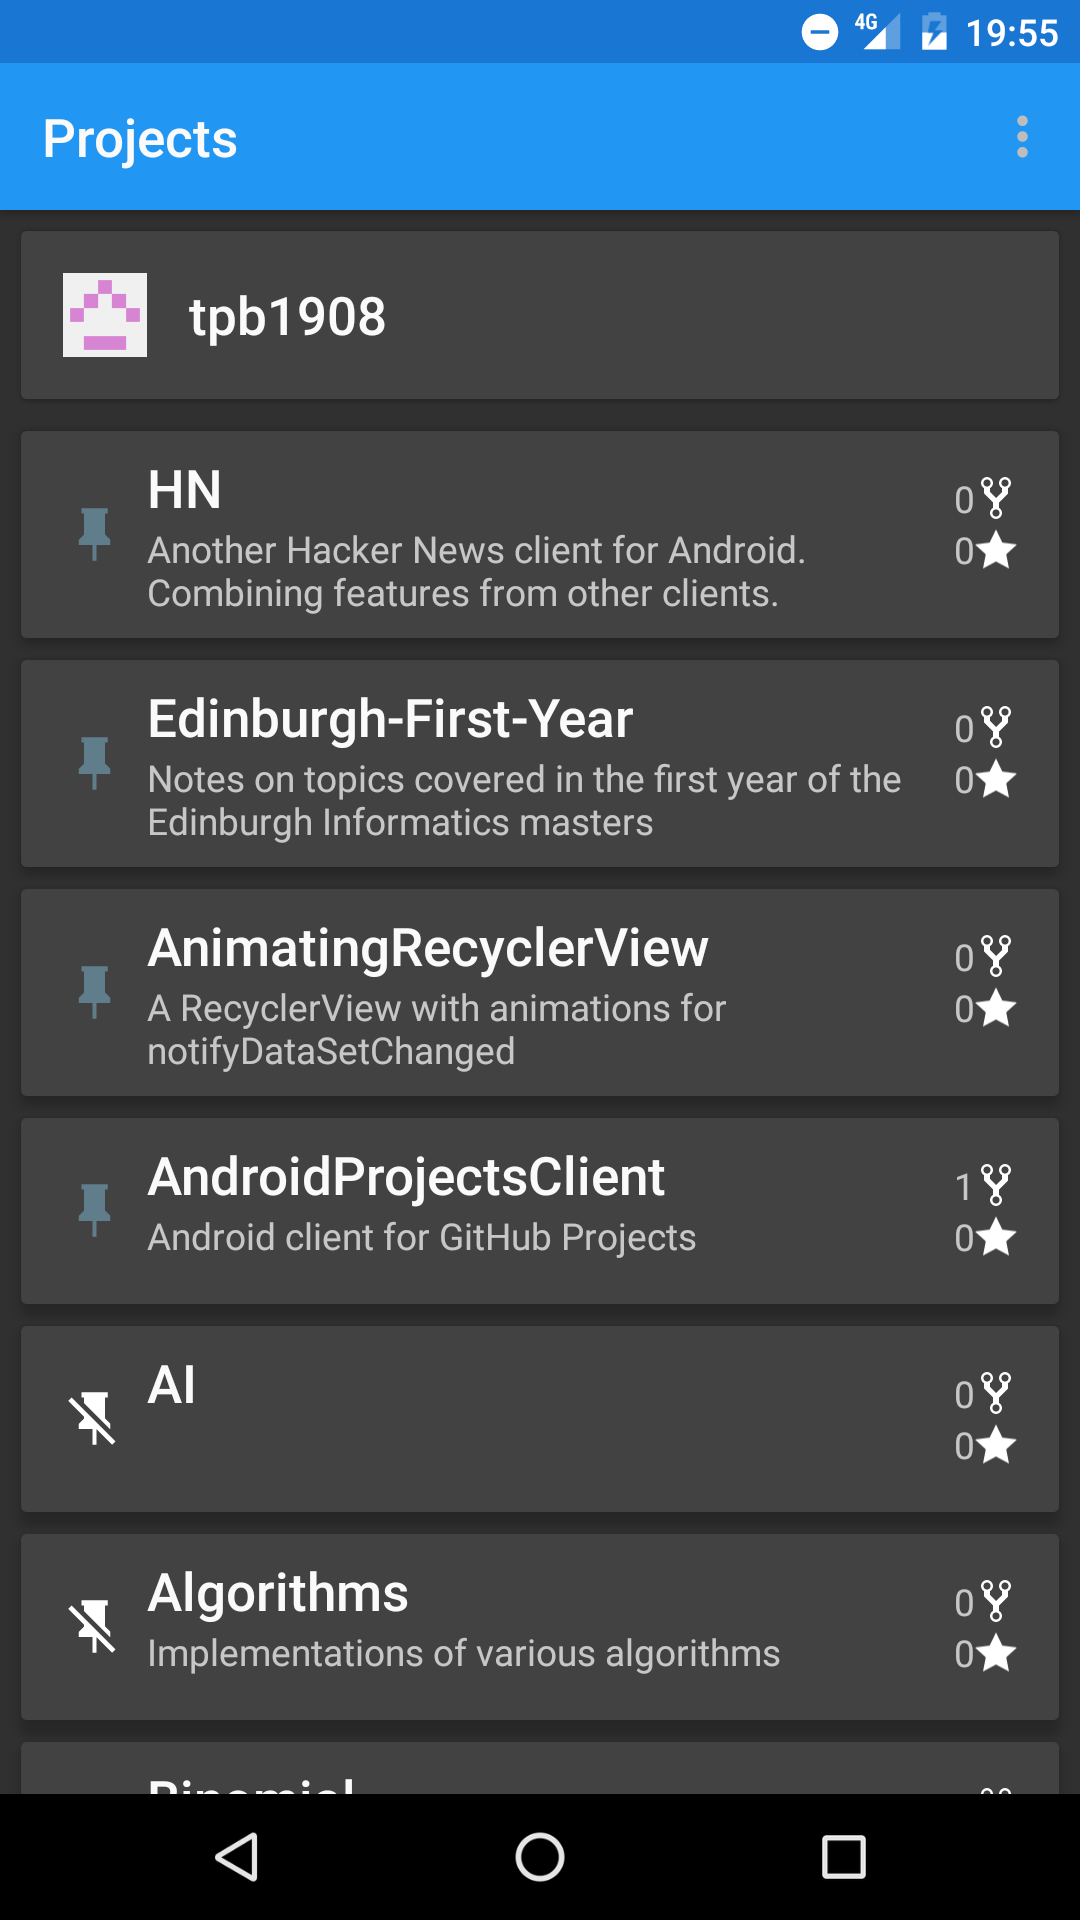 4G 19:55
Projects
tpb1908
HN
0
Another Hacker News client for Android.
Combining features from other clients.
0
Edinburgh-First-Year
0
Notes on topics covered in the first year of the
Edinburgh Informatics masters
0
AnimatingRecyclerView
0
A RecyclerView with animations for
notifyDataSetChanged
0
AndroidProjectsClient
1
Android client for GitHub Projects
0
AI
0
0
Algorithms
0
Implementations of various algorithms
0
Binomial